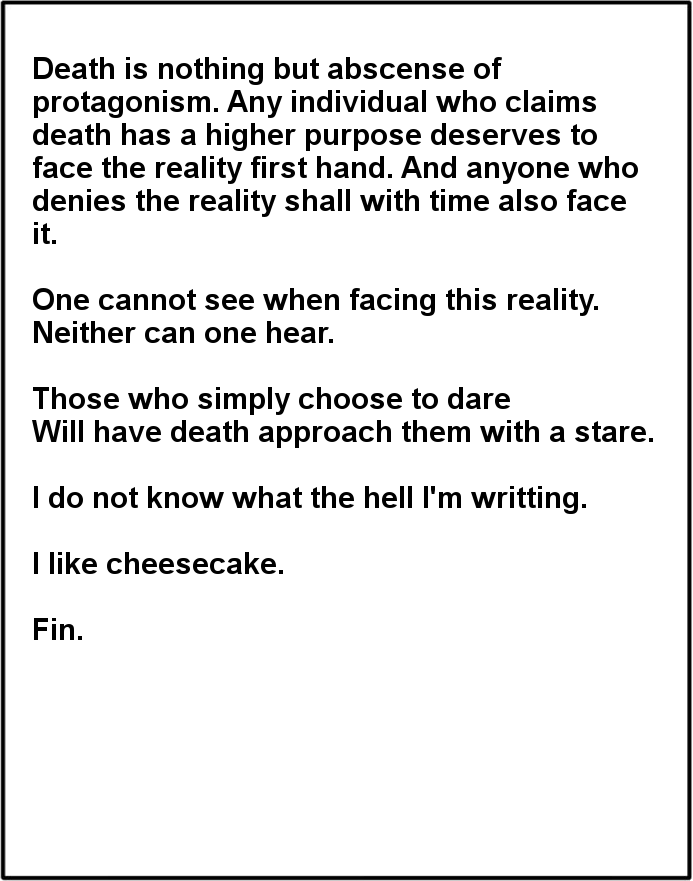 Death is nothing but abscense of
protagonism. Any individual who claims
death has a higher purpose deserves to
face the reality first hand. And anyone who
denies the reality shall with time also face
it.
One cannot see when facing this reality.
Neither can one hear.
Those who simply choose to dare
Will have death approach them with a stare.
I do not know what the hell I'm writting.
I like cheesecake.
Fin.